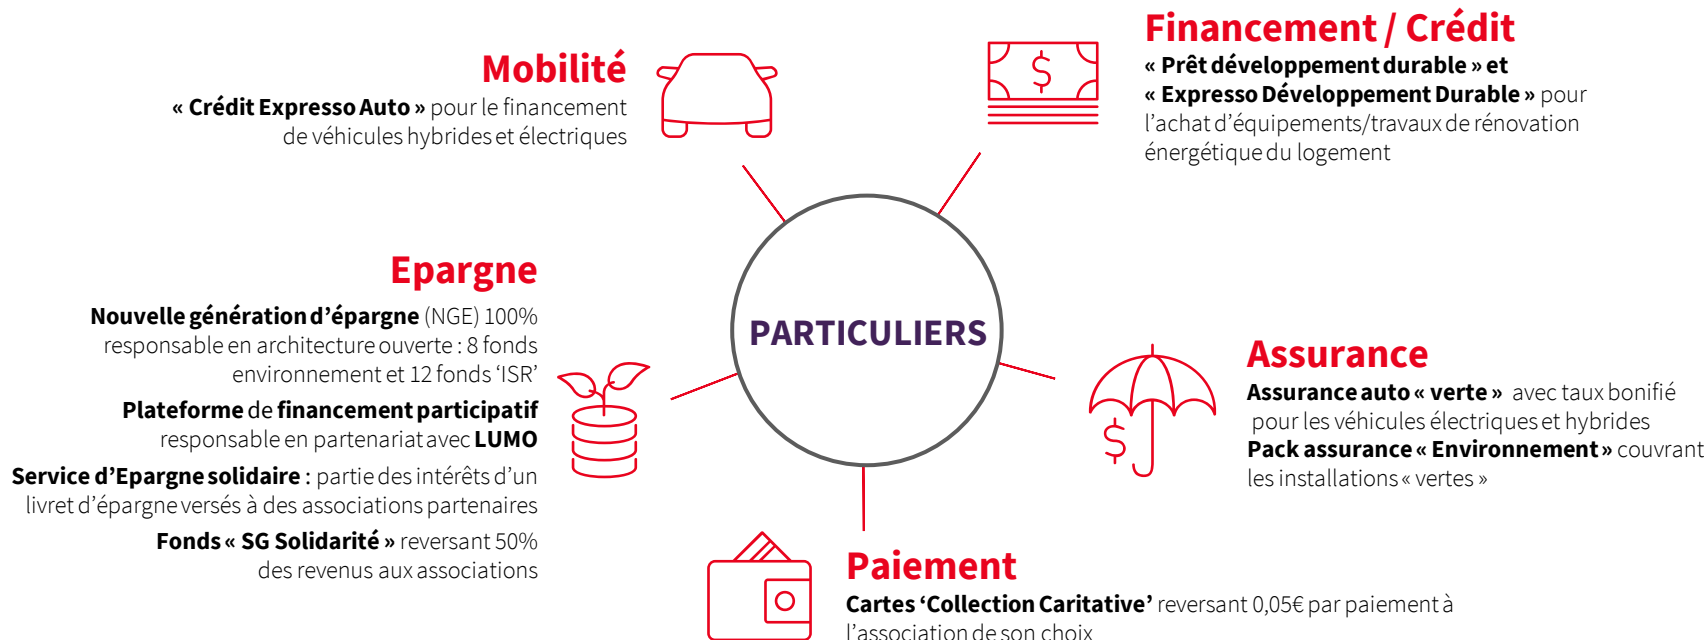 Mobilité
« Crédit Expresso Auto » pour le financement
de véhicules hybrides et électriques
Financement / Crédit
« Prêt développement durable » et
« Expresso Développement Durable » pour
l’achat d’équipements/travaux de rénovation
énergétique du logement
Epargne
Nouvelle génération d’épargne (NGE) 100%
responsable en architecture ouverte : 8 fonds
environnement et 12 fonds ‘ISR’
Plateforme de financement participatif
responsable en partenariat avec LUMO
Service d’Epargne solidaire : partie des intérêts d’un
livret d’épargne versés à des associations partenaires
Fonds « SG Solidarité » reversant 50%
des revenus aux associations
PARTICULIERS
Assurance
Assurance auto « verte » avec taux bonifié
pour les véhicules électriques et hybrides
Pack assurance « Environnement » couvrant
les installations « vertes »
Paiement
Cartes ‘Collection Caritative’ reversant 0,05€ par paiement à
l’association de son choix
$
$